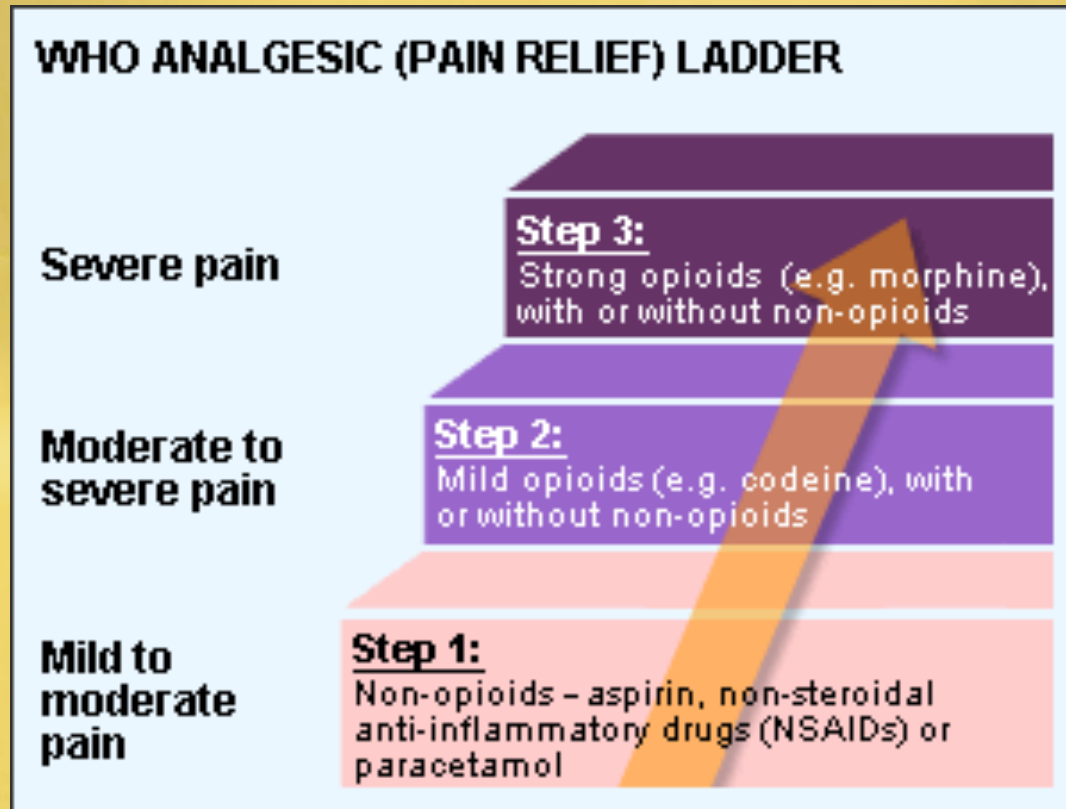 WHO ANALGESIC (PAIN RELIEF) LADDER
Severe pain
Step 3:
Strong opioids (e.g. morphine),
with or without non-opioids
Moderate to
severe pain
Step 2:
Mild opioids (e.g. codeine), with
or without non-opioids
Mild to
moderate
pain
Step 1:
Non-opioids – aspirin, non-steroidal
anti-inflammatory drugs (NSAIDs) or
paracetamol